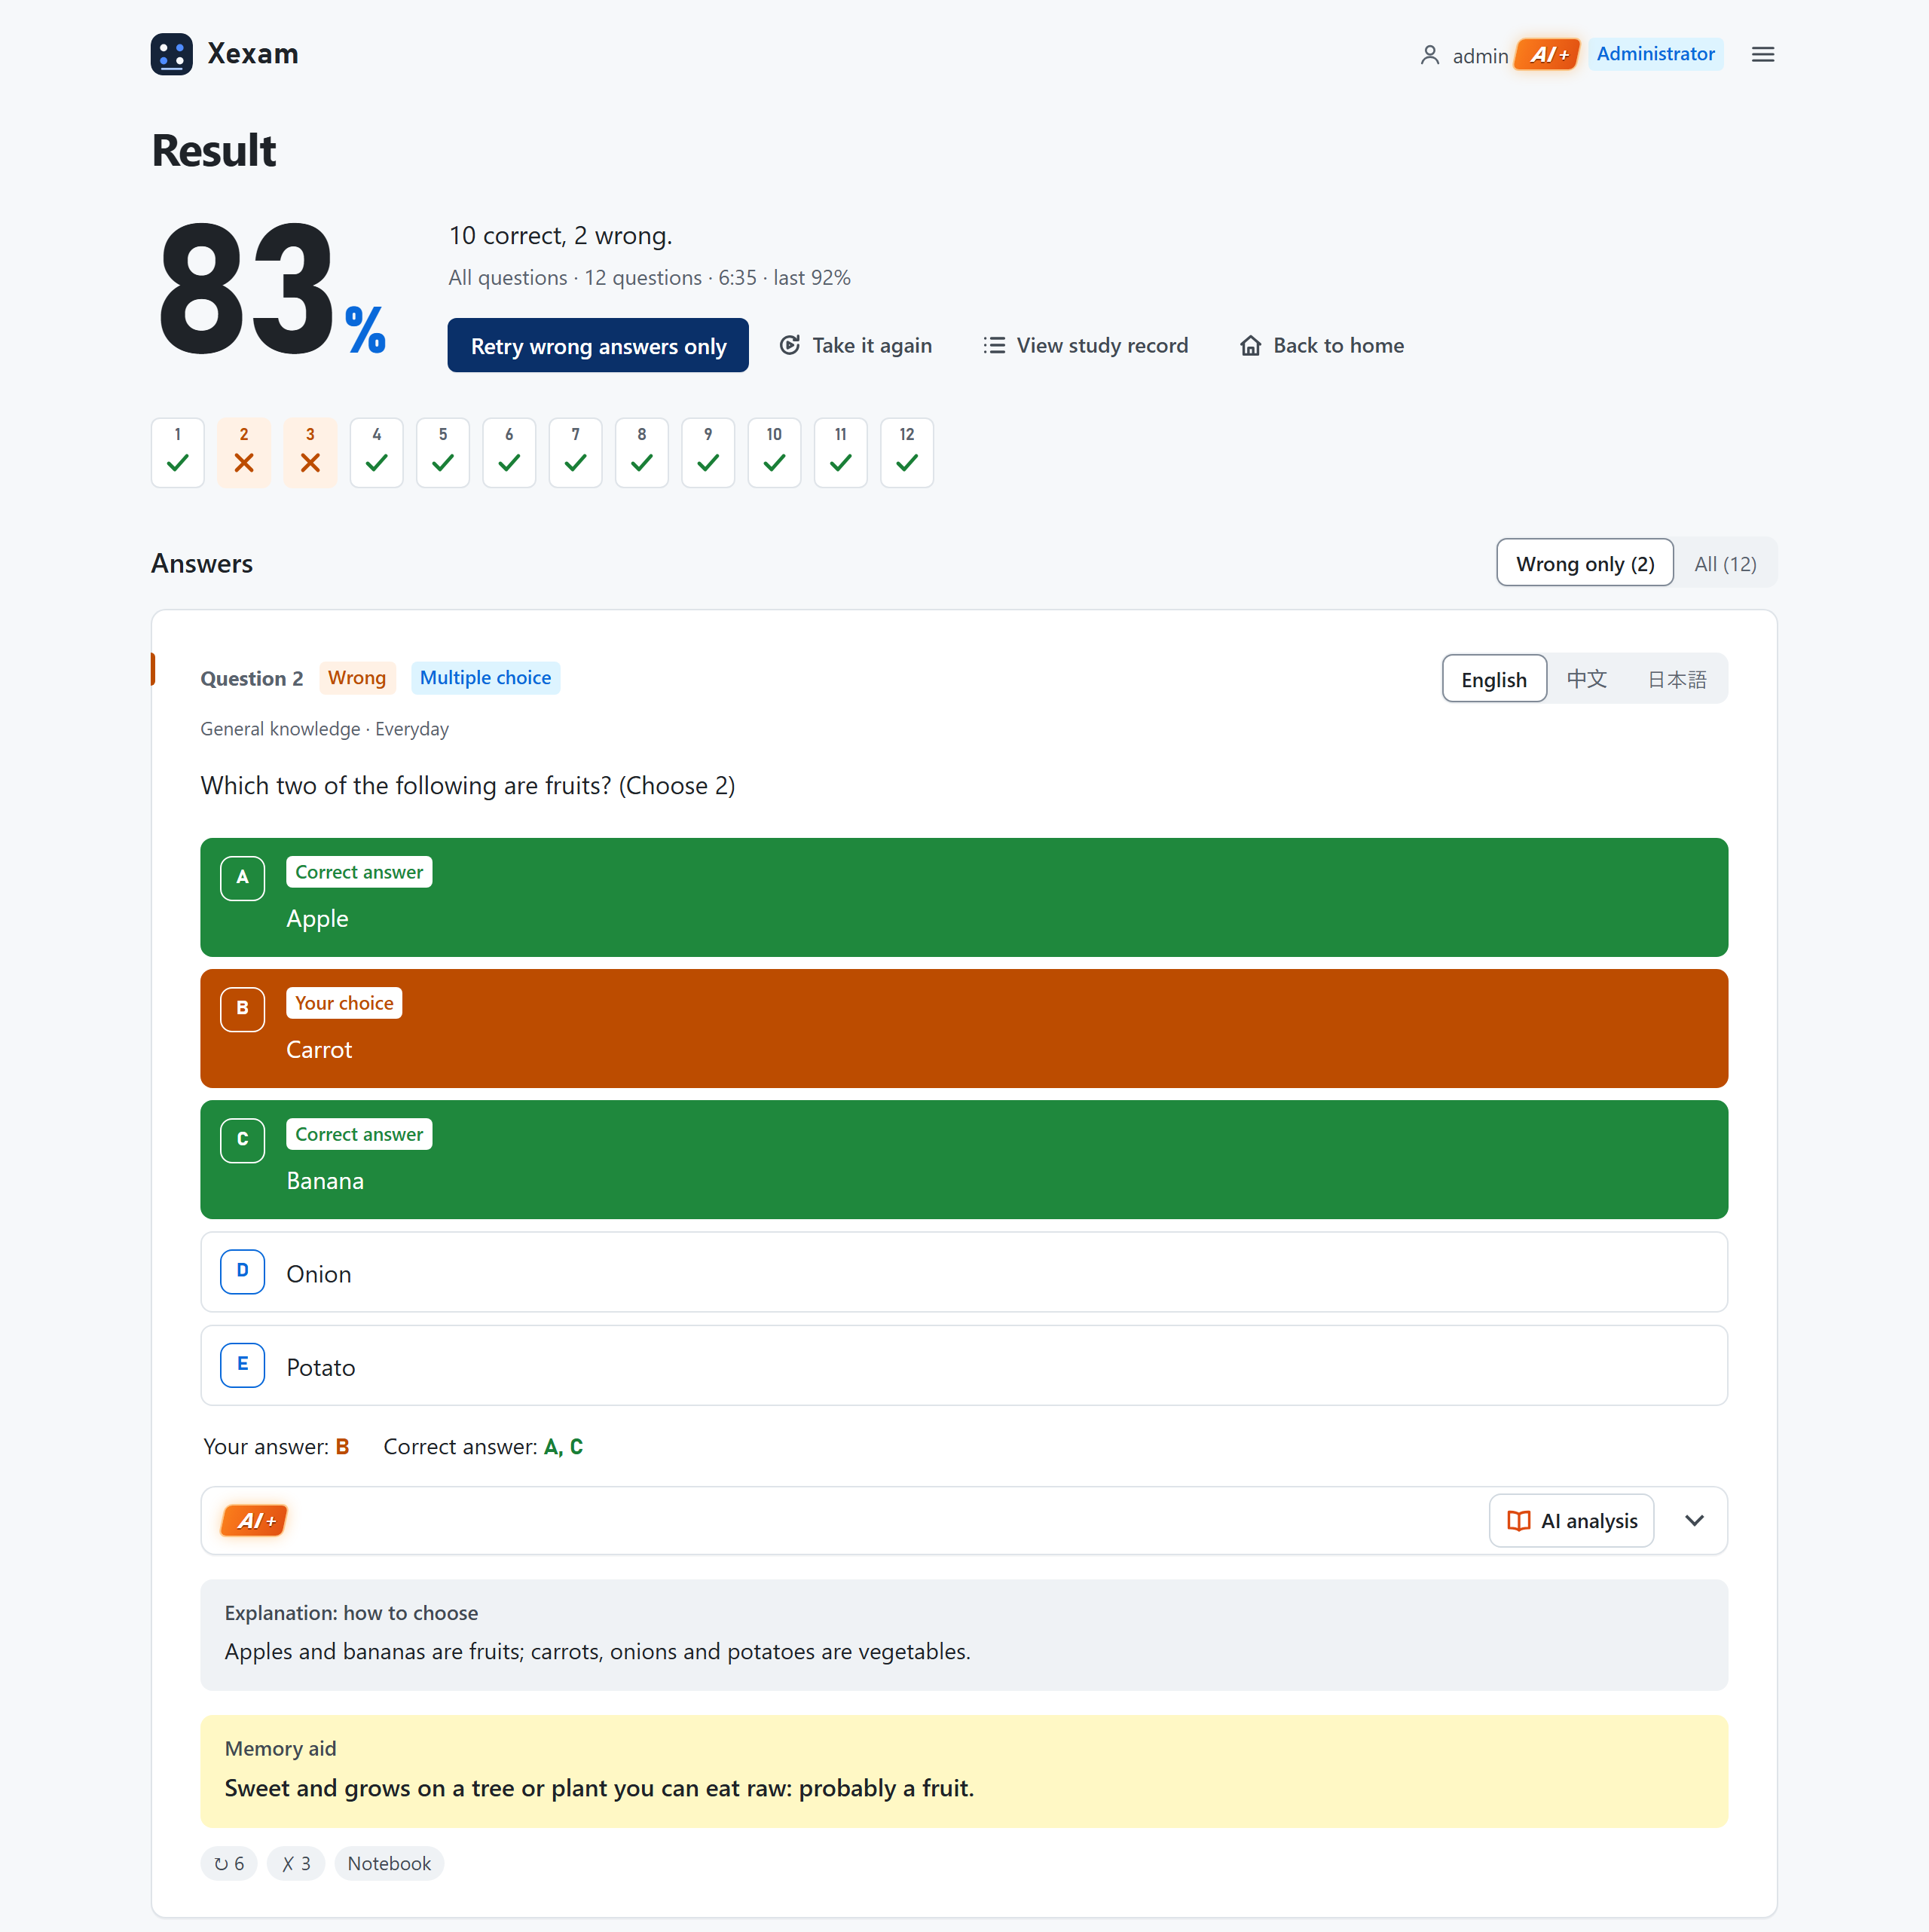 Xexam
admin AI+ Administrator
Result
83%
10 correct, 2 wrong.
All questions · 12 questions · 6:35 · last 92%
Retry wrong answers only
Take it again
View study record
Back to home
1 2 3 4 5 6 7 8 9 10 11 12
Answers
Wrong only (2) All (12)
Question 2 Wrong Multiple choice
English 中文 日本語
General knowledge · Everyday
Which two of the following are fruits? (Choose 2)
A Correct answer
Apple
B Your choice
Carrot
C Correct answer
Banana
D Onion
E Potato
Your answer: B Correct answer: A, C
AI+ AI analysis
Explanation: how to choose
Apples and bananas are fruits; carrots, onions and potatoes are vegetables.
Memory aid
Sweet and grows on a tree or plant you can eat raw: probably a fruit.
↻ 6 ✗ 3 Notebook